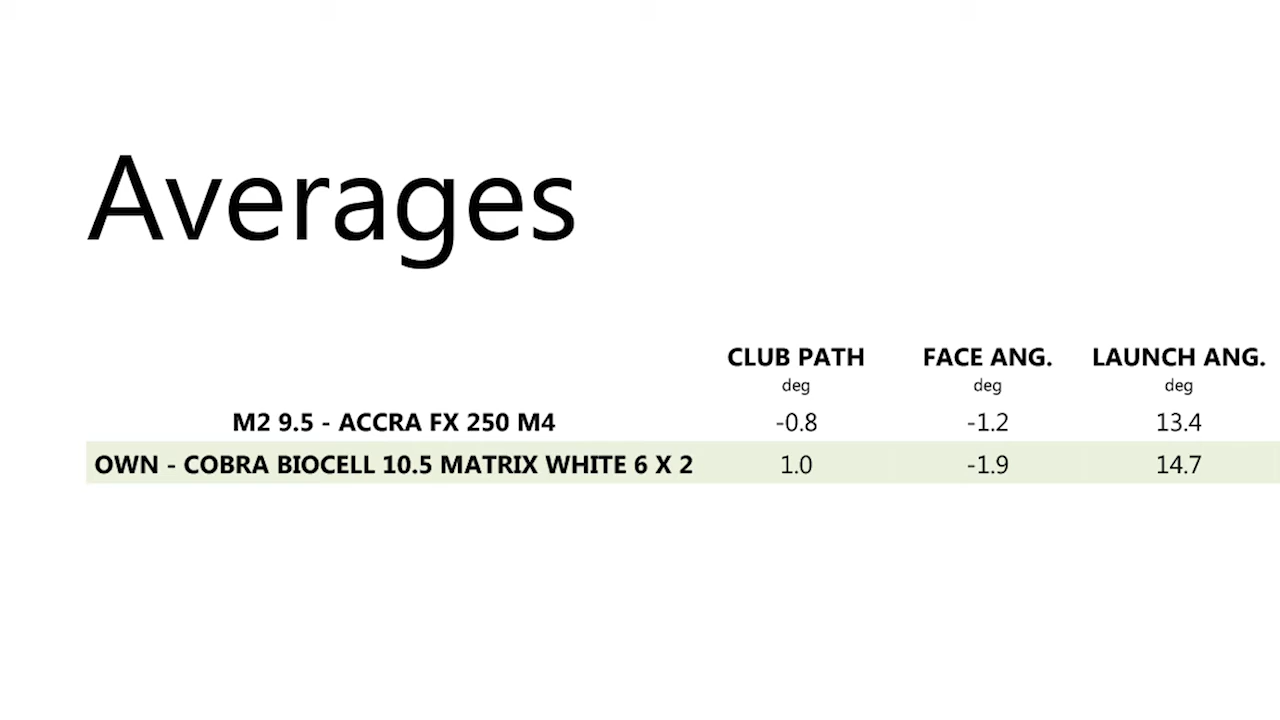 Averages
CLUB PATH FACE ANG. LAUNCH ANG.
deg deg deg
M2 9.5 - ACCRA FX 250 M4 -0.8 -1.2 13.4
OWN - COBRA BIOCELL 10.5 MATRIX WHITE 6 X 2 1.0 -1.9 14.7